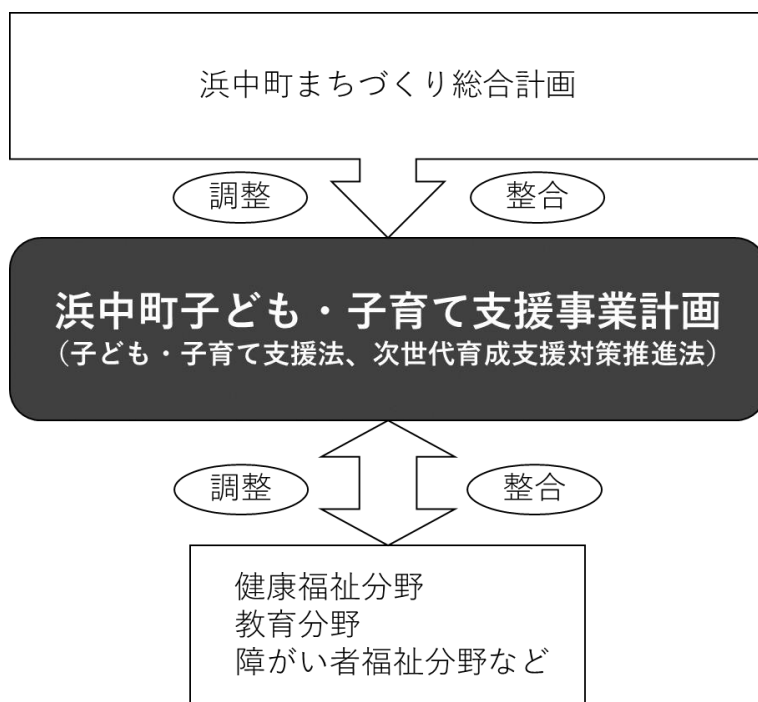 浜中町まちづくり総合計画
調整
整合
浜中町子ども・子育て支援事業計画
（子ども・子育て支援法、次世代育成支援対策推進法）
調整
整合
健康福祉分野
教育分野
障がい者福祉分野など